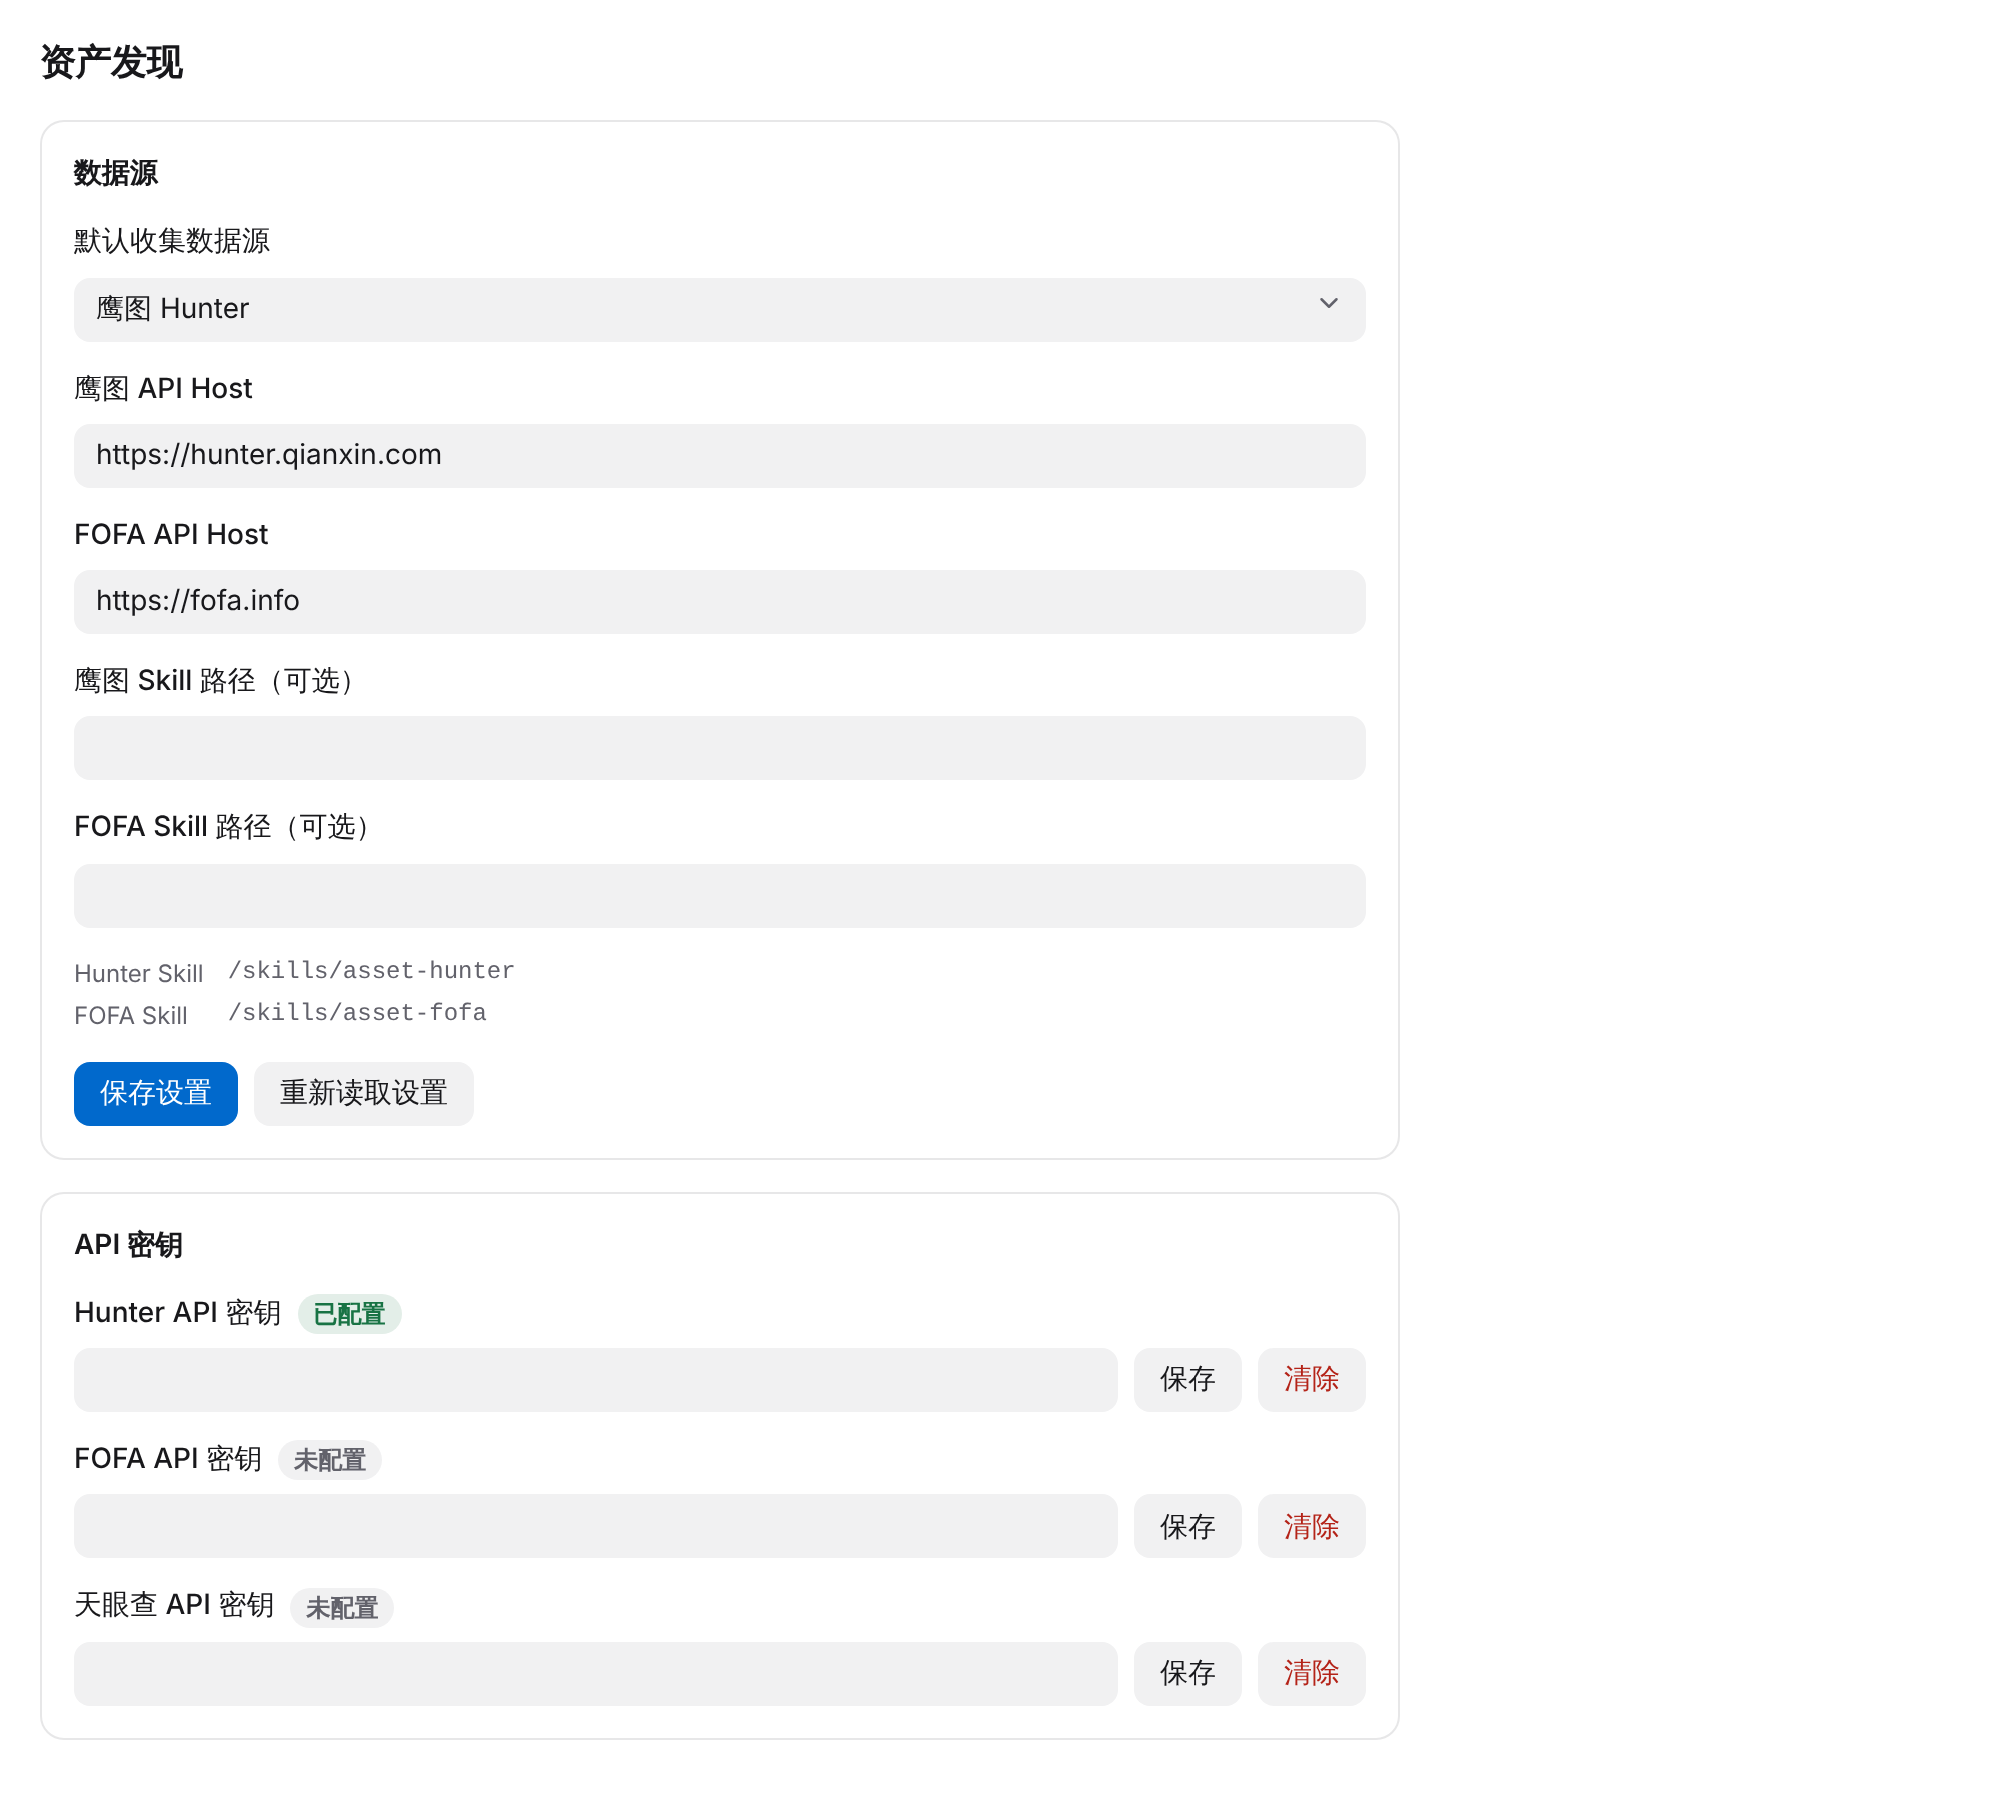 资产发现
数据源
默认收集数据源
鹰图 Hunter
鹰图 API Host
https://hunter.qianxin.com
FOFA API Host
https://fofa.info
鹰图 Skill 路径（可选）
FOFA Skill 路径（可选）
Hunter Skill /skills/asset-hunter
FOFA Skill /skills/asset-fofa
保存设置 重新读取设置
API 密钥
Hunter API 密钥 已配置
保存 清除
FOFA API 密钥 未配置
保存 清除
天眼查 API 密钥 未配置
保存 清除